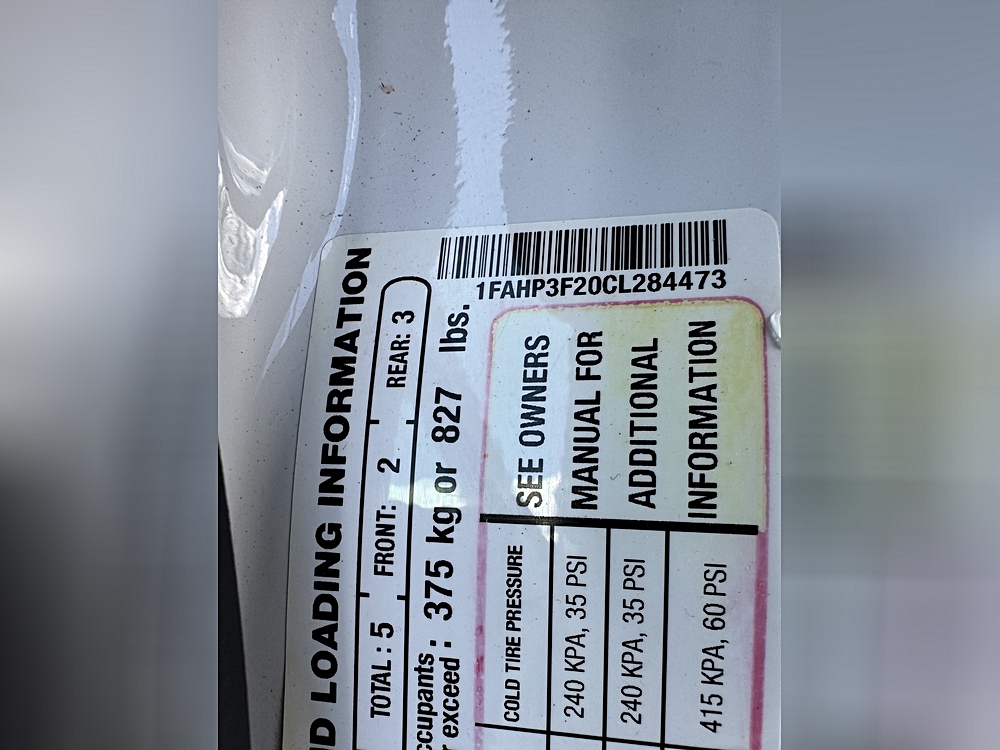 1FAHP3F20CL284473
ND LOADING INFORMATION
TOTAL : 5 FRONT: 2 REAR: 3
ccupants
r exceed : 375 kg or 827 lbs.
COLD TIRE PRESSURE
240 KPA, 35 PSI
240 KPA, 35 PSI
415 KPA, 60 PSI
SEE OWNERS
MANUAL FOR
ADDITIONAL
INFORMATION